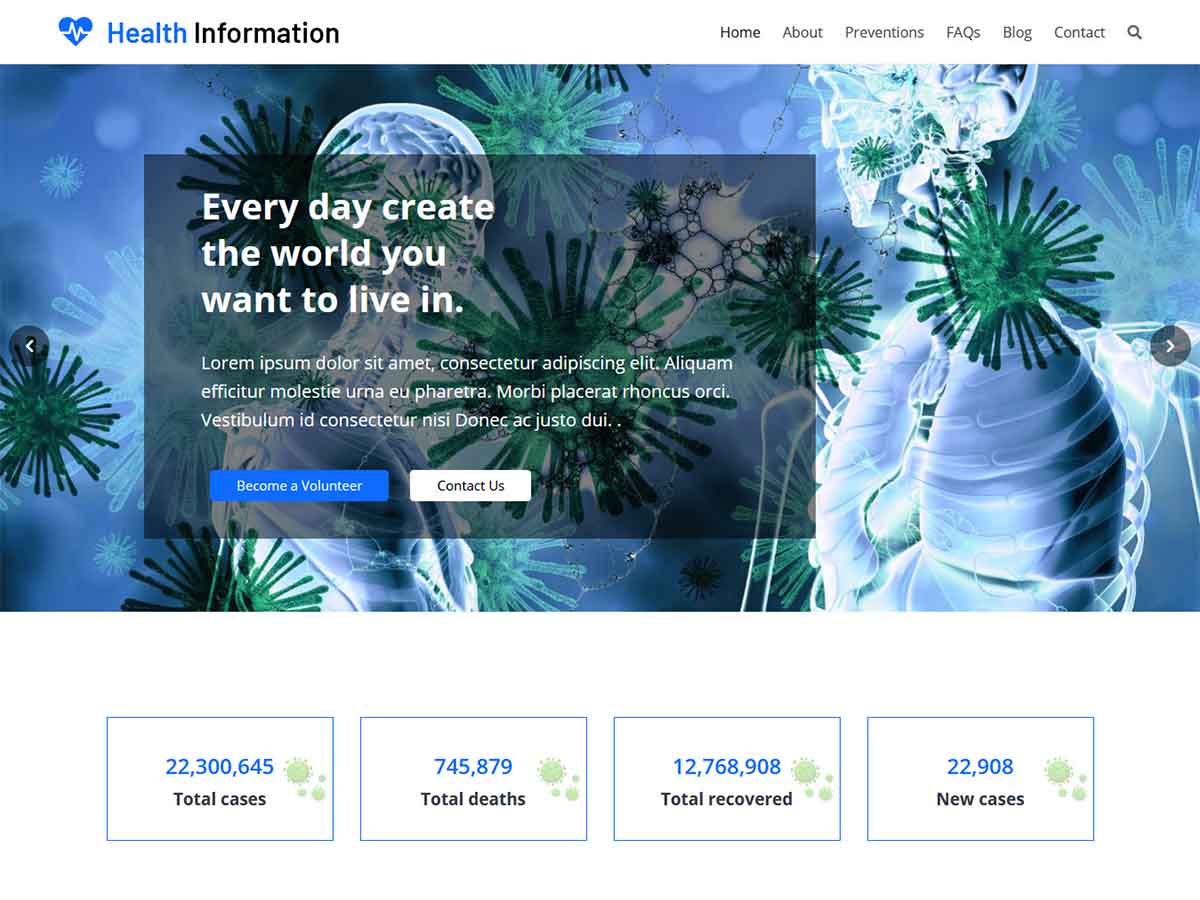 Health Information
Home About Preventions FAQs Blog Contact
Every day create
the world you
want to live in.
Lorem ipsum dolor sit amet, consectetur adipiscing elit. Aliquam
efficitur molestie urna eu pharetra. Morbi placerat rhoncus orci.
Vestibulum id consectetur nisi Donec ac justo dui. .
Become a Volunteer Contact Us
22,300,645
Total cases
745,879
Total deaths
12,768,908
Total recovered
22,908
New cases